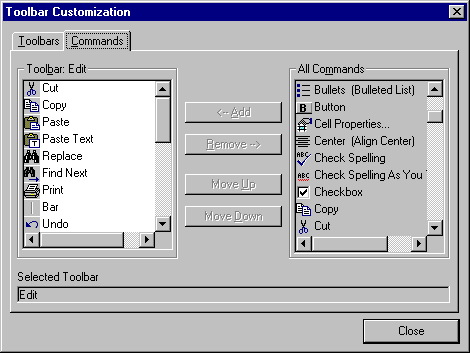 Toolbar Customization
Toolbars Commands
Toolbar: Edit
Cut
Copy
Paste
Paste Text
Replace
Find Next
Print
Bar
Undo
<-- Add
Remove -->
Move Up
Move Down
All Commands
Bullets (Bulleted List)
B Button
Cell Properties...
Center (Align Center)
ABC Check Spelling
ABC Check Spelling As You
Checkbox
Copy
Cut
Selected Toolbar
Edit
Close